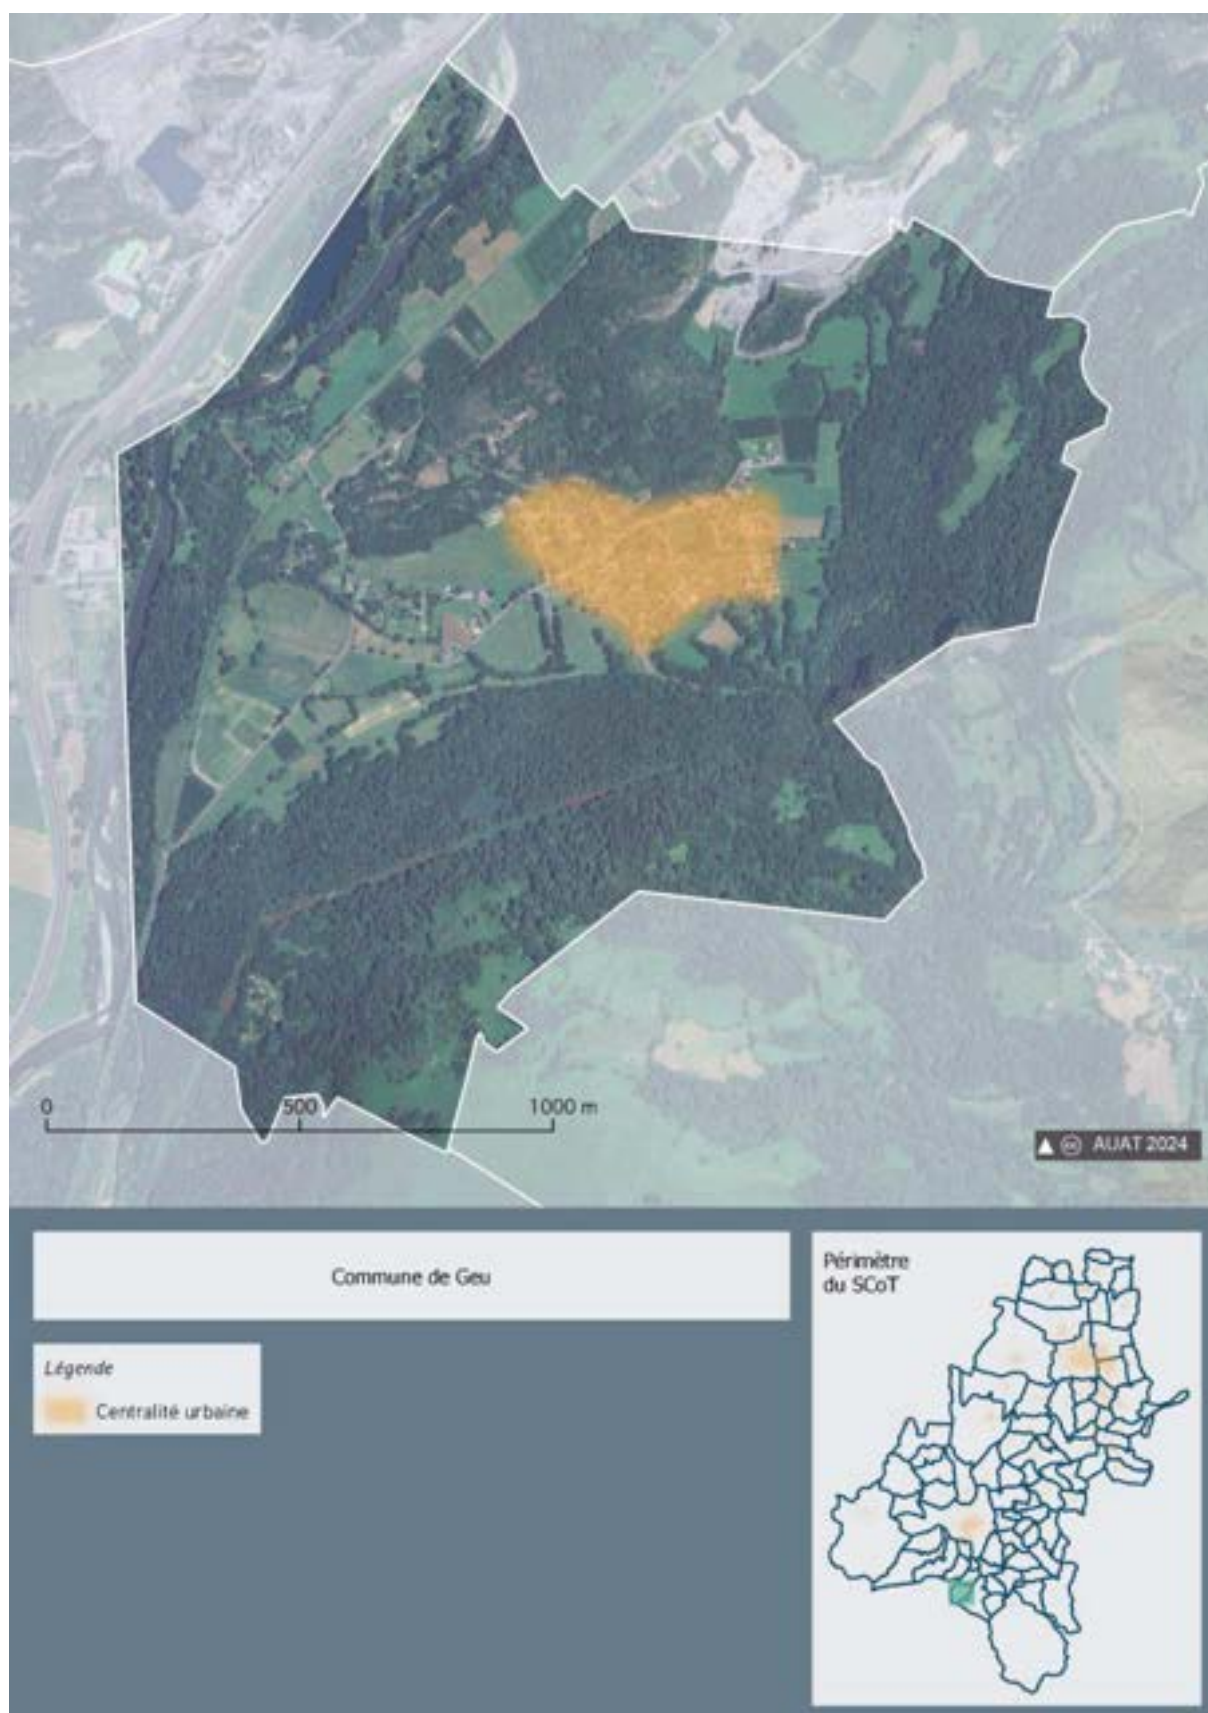 0 500 1000 m
AUAT 2024
Commune de Geu
Périmètre
du SCoT
Légende
Centralité urbaine